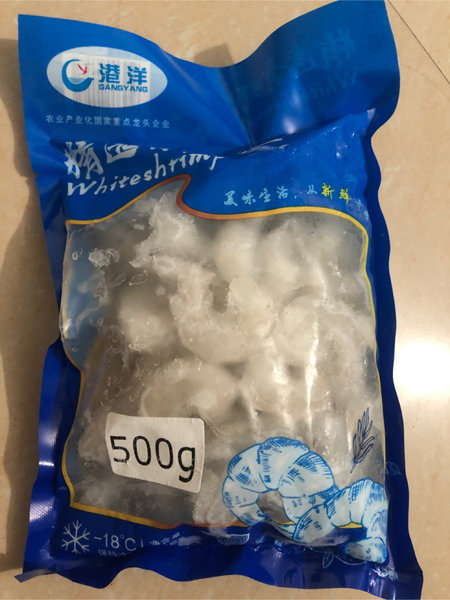 港洋
GANGYANG
农业产业化国家重点龙头企业
Whiteshrimp
美味生活，从新鲜
500g
-18℃